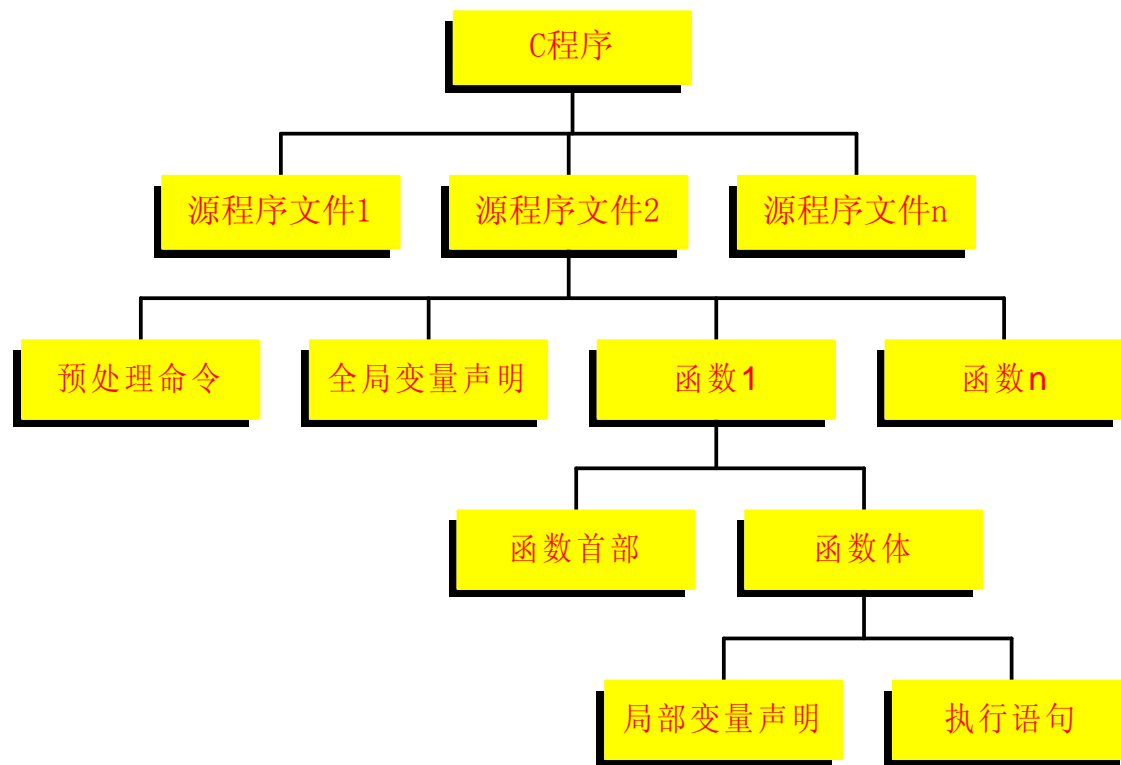 C程序
源程序文件1
源程序文件2
源程序文件n
预处理命令
全局变量声明
函数1
函数n
函数首部
函数体
局部变量声明
执行语句